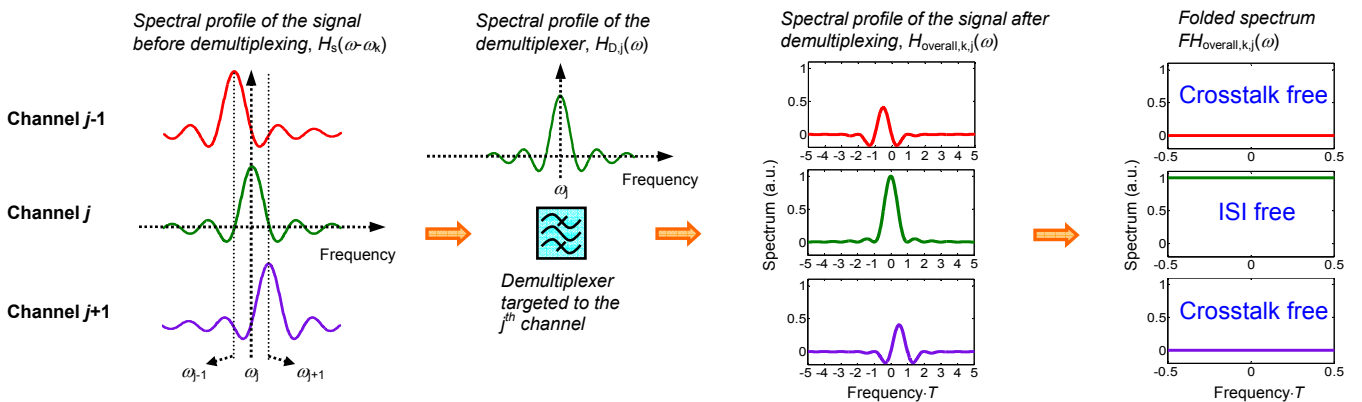 Spectral profile of the signal
before demultiplexing, Hs(ω-ωk)
Channel j-1
Channel j
Channel j+1
Frequency
ωj-1
ωj
ωj+1
Spectral profile of the
demultiplexer, HD,j(ω)
Frequency
ωj
Demultiplexer
targeted to the
jth channel
Spectral profile of the signal after
demultiplexing, Hoverall,k,j(ω)
Spectrum (a.u.)
1
0.5
0
-5 -4 -3 -2 -1 0 1 2 3 4 5
1
0.5
0
-5 -4 -3 -2 -1 0 1 2 3 4 5
1
0.5
0
-5 -4 -3 -2 -1 0 1 2 3 4 5
Frequency·T
Folded spectrum
FHoverall,k,j(ω)
Spectrum (a.u.)
1
0.5
0
Crosstalk free
-0.5 0 0.5
1
0.5
0
ISI free
-0.5 0 0.5
1
0.5
0
Crosstalk free
-0.5 0 0.5
Frequency·T